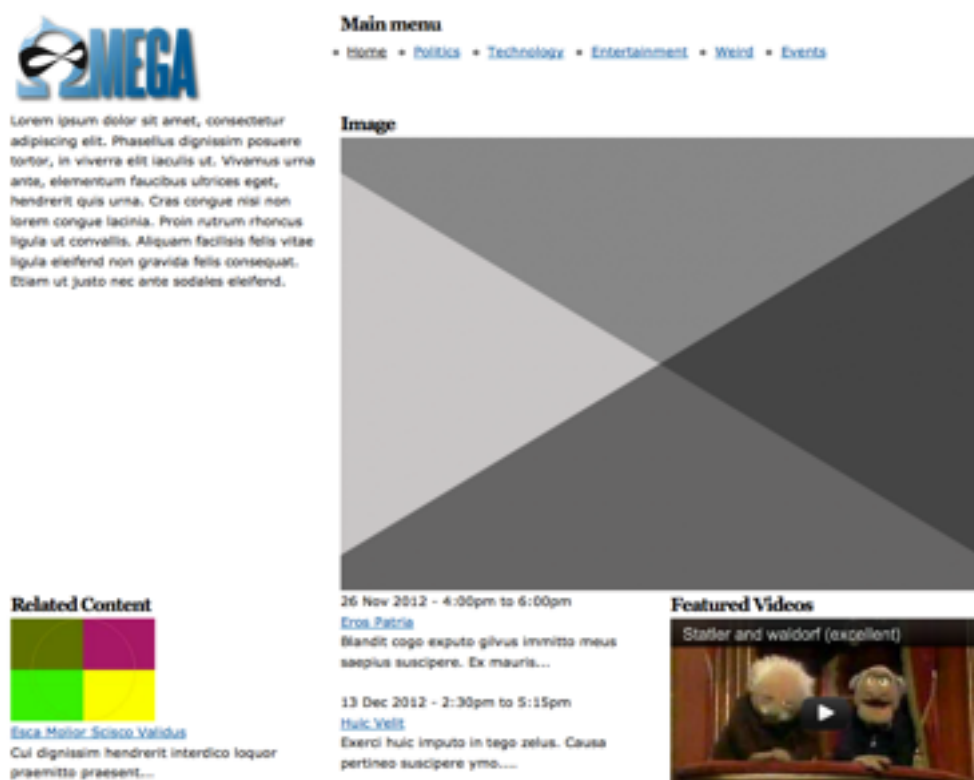 ΩMEGA
Lorem ipsum dolor sit amet, consectetur
adipiscing elit. Phasellus dignissim posuere
tortor, in viverra elit iaculis ut. Vivamus urna
ante, elementum faucibus ultrices eget,
hendrerit quis urna. Cras congue nisi non
lorem congue lacinia. Proin rutrum rhoncus
ligula ut convallis. Aliquam facilisis felis vitae
ligula eleifend non gravida felis consequat.
Etiam ut justo nec ante sodales eleifend.
Main menu
Home Politics Technology Entertainment Weird Events
Image
Related Content
Esca Molior Scisco Validus
Cui dignissim hendrerit interdico loquor
praemitto praesent...
26 Nov 2012 - 4:00pm to 6:00pm
Eros Patria
Blandit cogo exputo gilvus immitto meus
saepius suscipere. Ex mauris...
13 Dec 2012 - 2:30pm to 5:15pm
Huic Velit
Exerci huic imputo in tego zelus. Causa
pertineo suscipere ymo....
Featured Videos
Statler and waldorf (excellent)